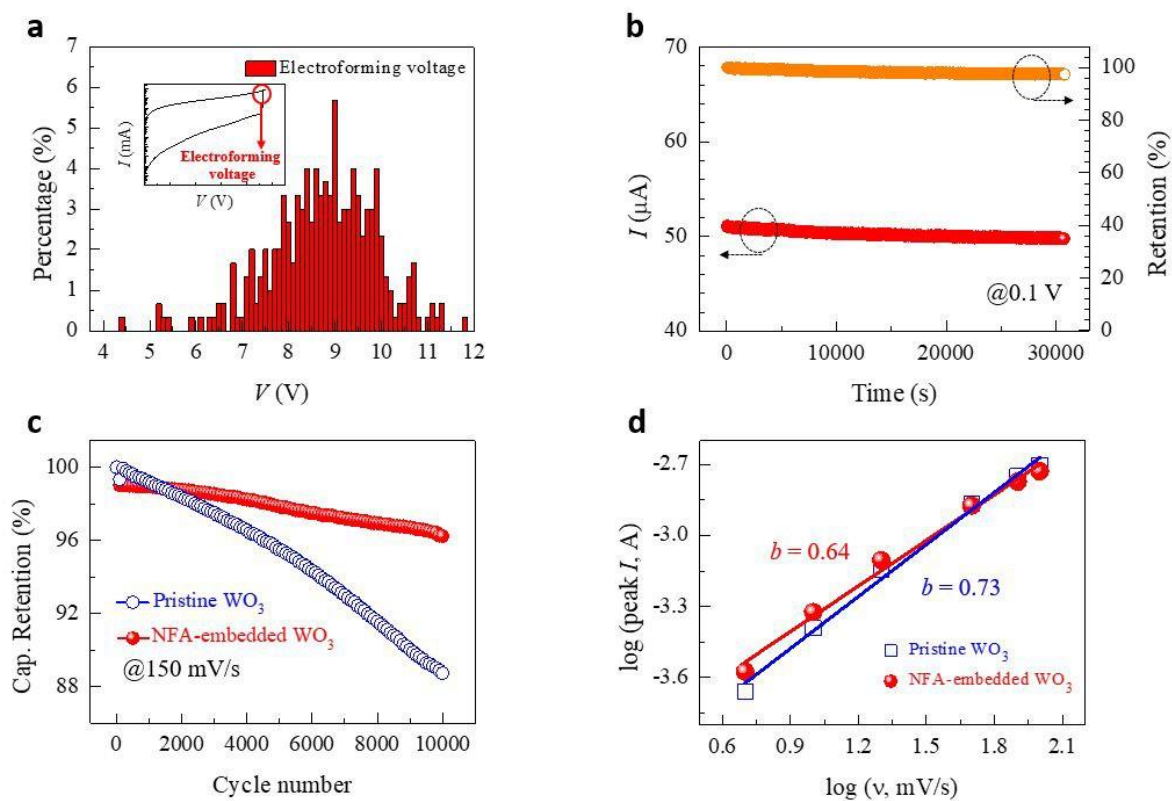 a
7
6
5
4
3
2
1
0
Percentage (%)
Electroforming voltage
I (mA)
Electroforming
voltage
V (V)
4 5 6 7 8 9 10 11 12
V (V)
b
70
60
50
40
I (μA)
100
80
60
40
20
0
Retention (%)
@0.1 V
0 10000 20000 30000
Time (s)
c
100
96
92
88
Cap. Retention (%)
Pristine WO3
NFA-embedded WO3
@150 mV/s
0 2000 4000 6000 8000 10000
Cycle number
d
-2.7
-3.0
-3.3
-3.6
log (peak I, A)
b = 0.64
b = 0.73
Pristine WO3
NFA-embedded WO3
0.6 0.9 1.2 1.5 1.8 2.1
log (ν, mV/s)